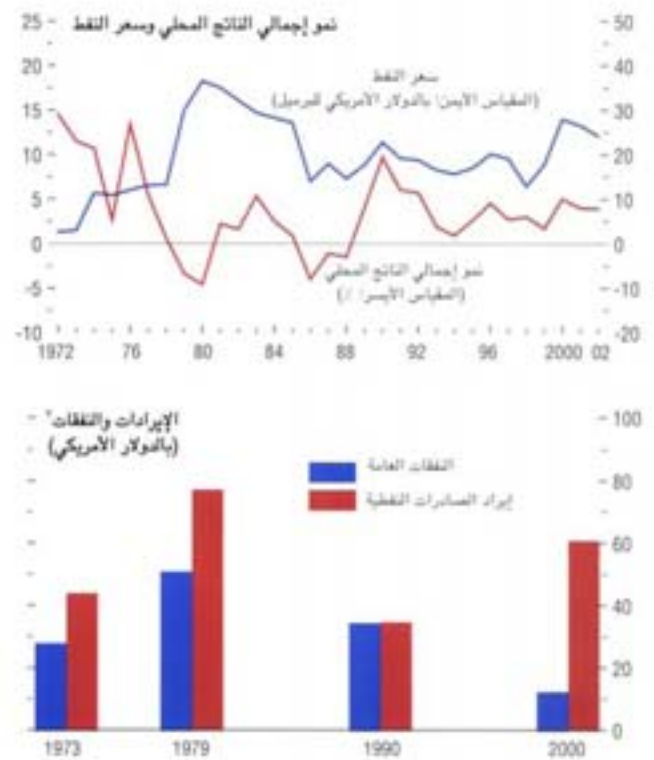 نمو إجمالي الناتج المحلي وسعر النفط
25
20
15
10
5
0
-5
-10
50
40
30
20
10
0
-10
-20
سعر النفط
(المقياس الأيمن: بالدولار الأمريكي للبرميل)
نمو إجمالي الناتج المحلي
(المقياس الأيسر: ٪)
1972 76 80 84 88 92 96 2000 02
الإيرادات والنفقات*
(بالدولار الأمريكي)
النفقات العامة
إيراد الصادرات النفطية
100
80
60
40
20
0
1973 1979 1990 2000